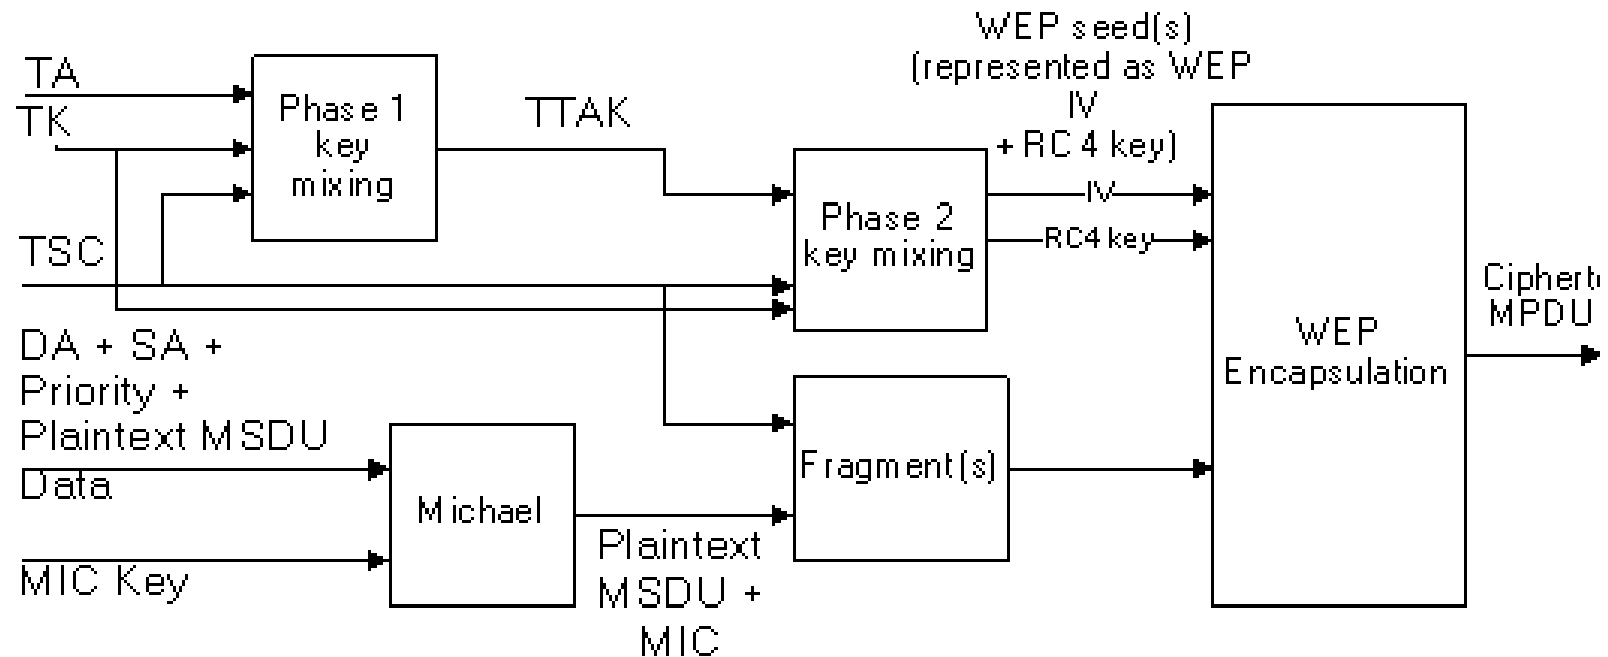 WEP seed(s)
(represented as WEP
IV
+ RC4 key)
TA
TK
Phase 1
key
mixing
TTAK
TSC
Phase 2
key mixing
IV
RC4 key
WEP
Encapsulation
MPDU
DA + SA +
Priority +
Plaintext MSDU
Data
MIC Key
Michael
Plaintext
MSDU +
MIC
Fragment(s)